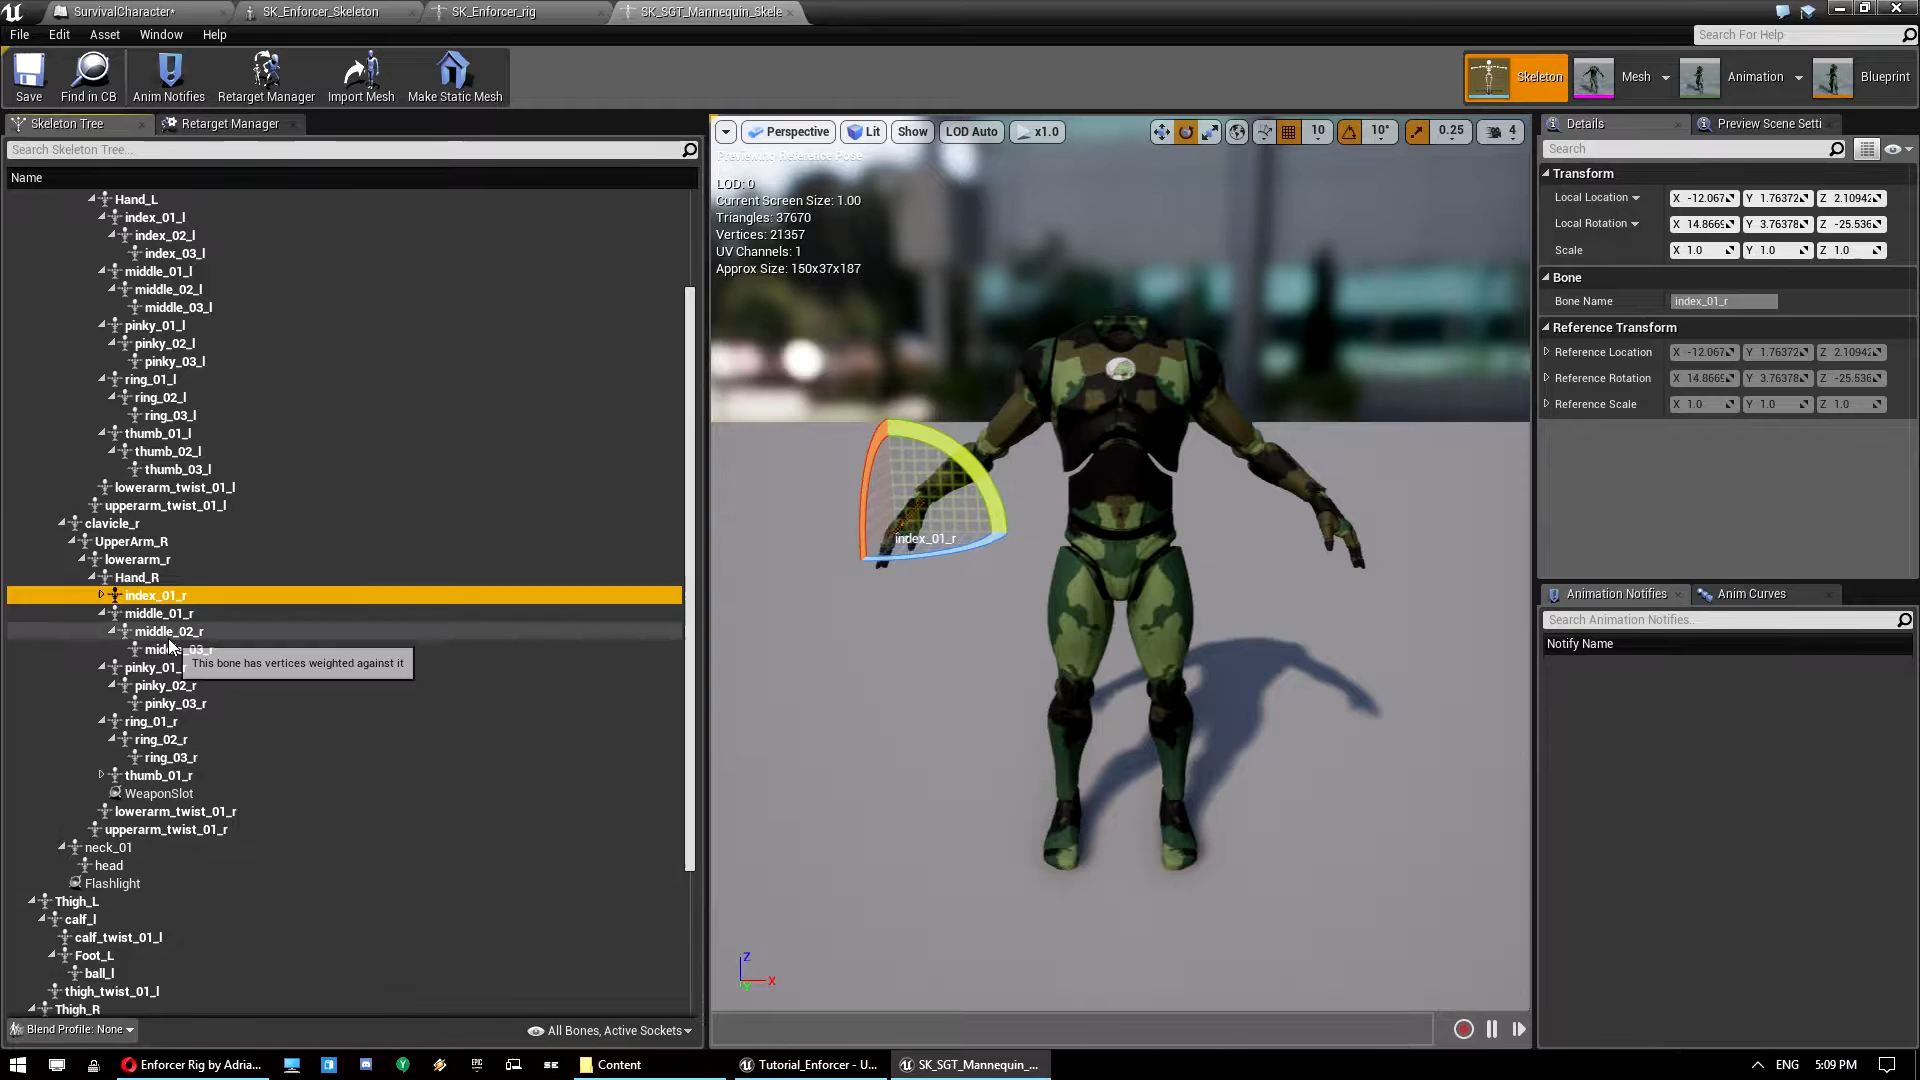 SurvivalCharacter*
SK_Enforcer_Skeleton
SK_Enforcer_rig
SK_SGT_Mannequin_Skele
File
Edit
Asset
Window
Help
Search For Help
Save
Find in CB
Anim Notifies
Retarget Manager
Import Mesh
Make Static Mesh
Skeleton
Mesh
Animation
Blueprint
Skeleton Tree
Retarget Manager
Search Skeleton Tree...
Name
Hand_L
index_01_l
index_02_l
index_03_l
middle_01_l
middle_02_l
middle_03_l
pinky_01_l
pinky_02_l
pinky_03_l
ring_01_l
ring_02_l
ring_03_l
thumb_01_l
thumb_02_l
thumb_03_l
lowerarm_twist_01_l
upperarm_twist_01_l
clavicle_r
UpperArm_R
lowerarm_r
Hand_R
index_01_r
middle_01_r
middle_02_r
This bone has vertices weighted against it
pinky_02_r
pinky_03_r
ring_01_r
ring_02_r
ring_03_r
thumb_01_r
WeaponSlot
lowerarm_twist_01_r
upperarm_twist_01_r
neck_01
head
Flashlight
Thigh_L
calf_l
calf_twist_01_l
Foot_L
ball_l
thigh_twist_01_l
Thigh_R
Blend Profile: None
All Bones, Active Sockets
Perspective
Lit
Show
LOD Auto
x1.0
10
10°
0.25
4
Previewing Reference Pose
LOD: 0
Current Screen Size: 1.00
Triangles: 37670
Vertices: 21357
UV Channels: 1
Approx Size: 150x37x187
index_01_r
Z
X
Y
Details
Preview Scene Setti
Search
Transform
Local Location
X -12.067
Y 1.76372
Z 2.10942
Local Rotation
X 14.8665
Y 3.76378
Z -25.536
Scale
X 1.0
Y 1.0
Z 1.0
Bone
Bone Name
index_01_r
Reference Transform
Reference Location
X -12.067
Y 1.76372
Z 2.10942
Reference Rotation
X 14.8665
Y 3.76378
Z -25.536
Reference Scale
X 1.0
Y 1.0
Z 1.0
Animation Notifies
Anim Curves
Search Animation Notifies..
Notify Name
Enforcer Rig by Adria...
Content
Tutorial_Enforcer - U...
SK_SGT_Mannequin_...
ENG
5:09 PM